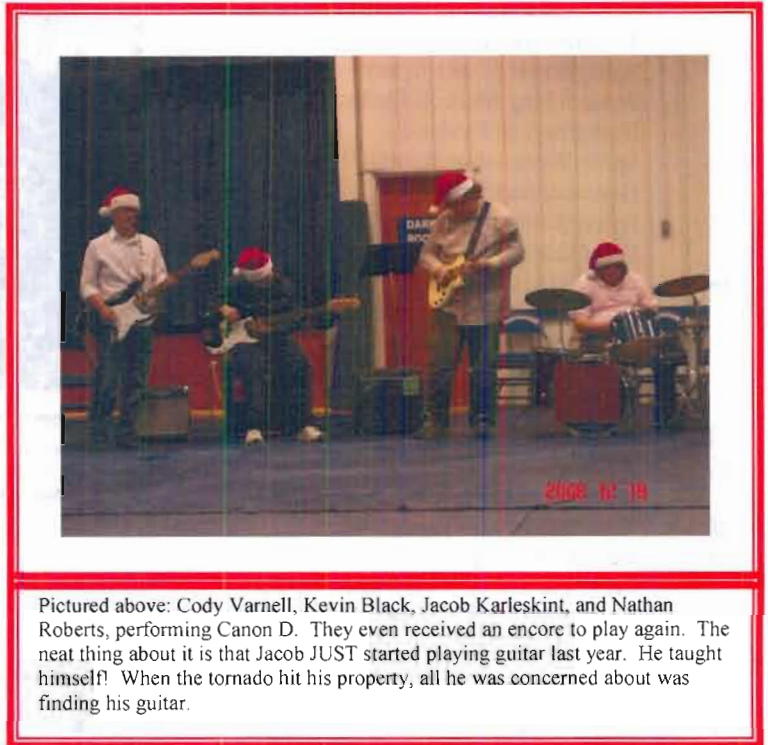 DARK
ROO
2008 12 19
Pictured above: Cody Varnell, Kevin Black, Jacob Karleskint, and Nathan
Roberts, performing Canon D.  They even received an encore to play again.  The
neat thing about it is that Jacob JUST started playing guitar last year.  He taught
himself!  When the tornado hit his property, all he was concerned about was
finding his guitar.